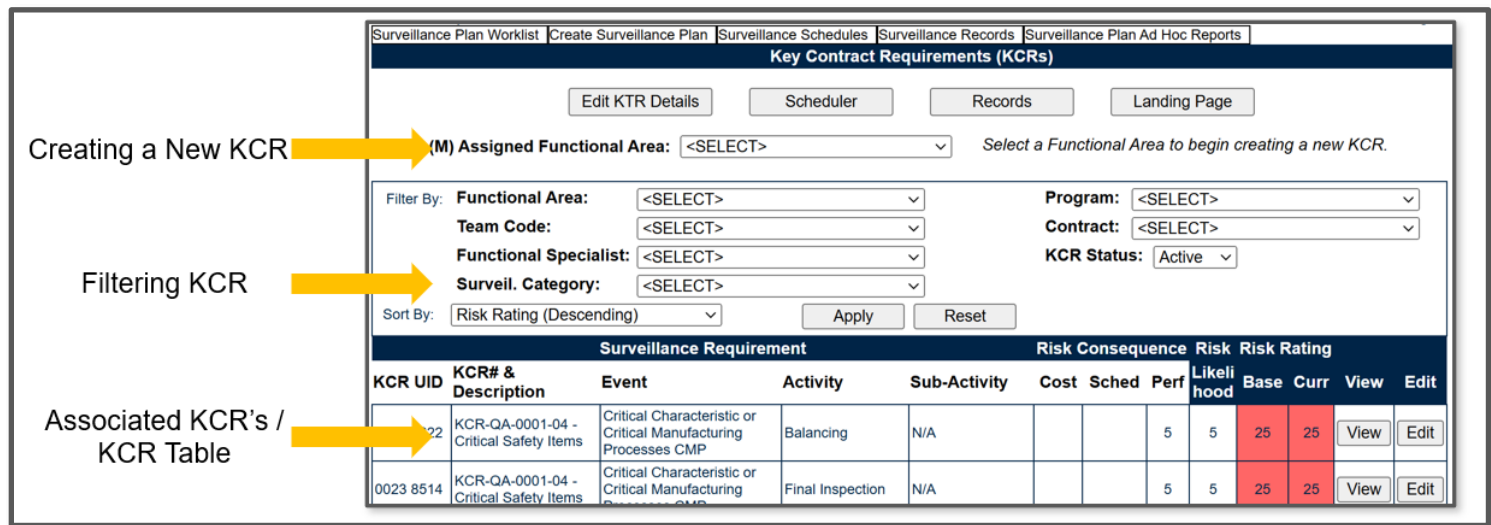 Surveillance Plan Worklist Create Surveillance Plan Surveillance Schedules Surveillance Records Surveillance Plan Ad Hoc Reports
Key Contract Requirements (KCRs)
Edit KTR Details Scheduler Records Landing Page
Creating a New KCR
(M) Assigned Functional Area: <SELECT> Select a Functional Area to begin creating a new KCR.
Filter By: Functional Area: <SELECT> Program: <SELECT>
Team Code: <SELECT> Contract: <SELECT>
Functional Specialist: <SELECT> KCR Status: Active
Filtering KCR
Surveil. Category: <SELECT>
Sort By: Risk Rating (Descending) Apply Reset
Surveillance Requirement Risk Consequence Risk Risk Rating
KCR UID KCR# & Description Event Activity Sub-Activity Cost Sched Perf Likeli hood Base Curr View Edit
Associated KCR's /
KCR Table
22 KCR-QA-0001-04 - Critical Safety Items Critical Characteristic or Critical Manufacturing Processes CMP Balancing N/A 5 5 25 25 View Edit
0023 8514 KCR-QA-0001-04 - Critical Safety Items Critical Characteristic or Critical Manufacturing Processes CMP Final Inspection N/A 5 5 25 25 View Edit